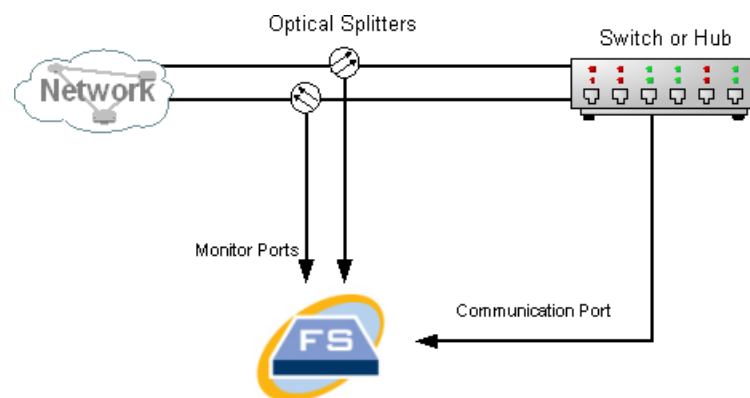 Optical Splitters
Switch or Hub
Network
Monitor Ports
Communication Port
FS